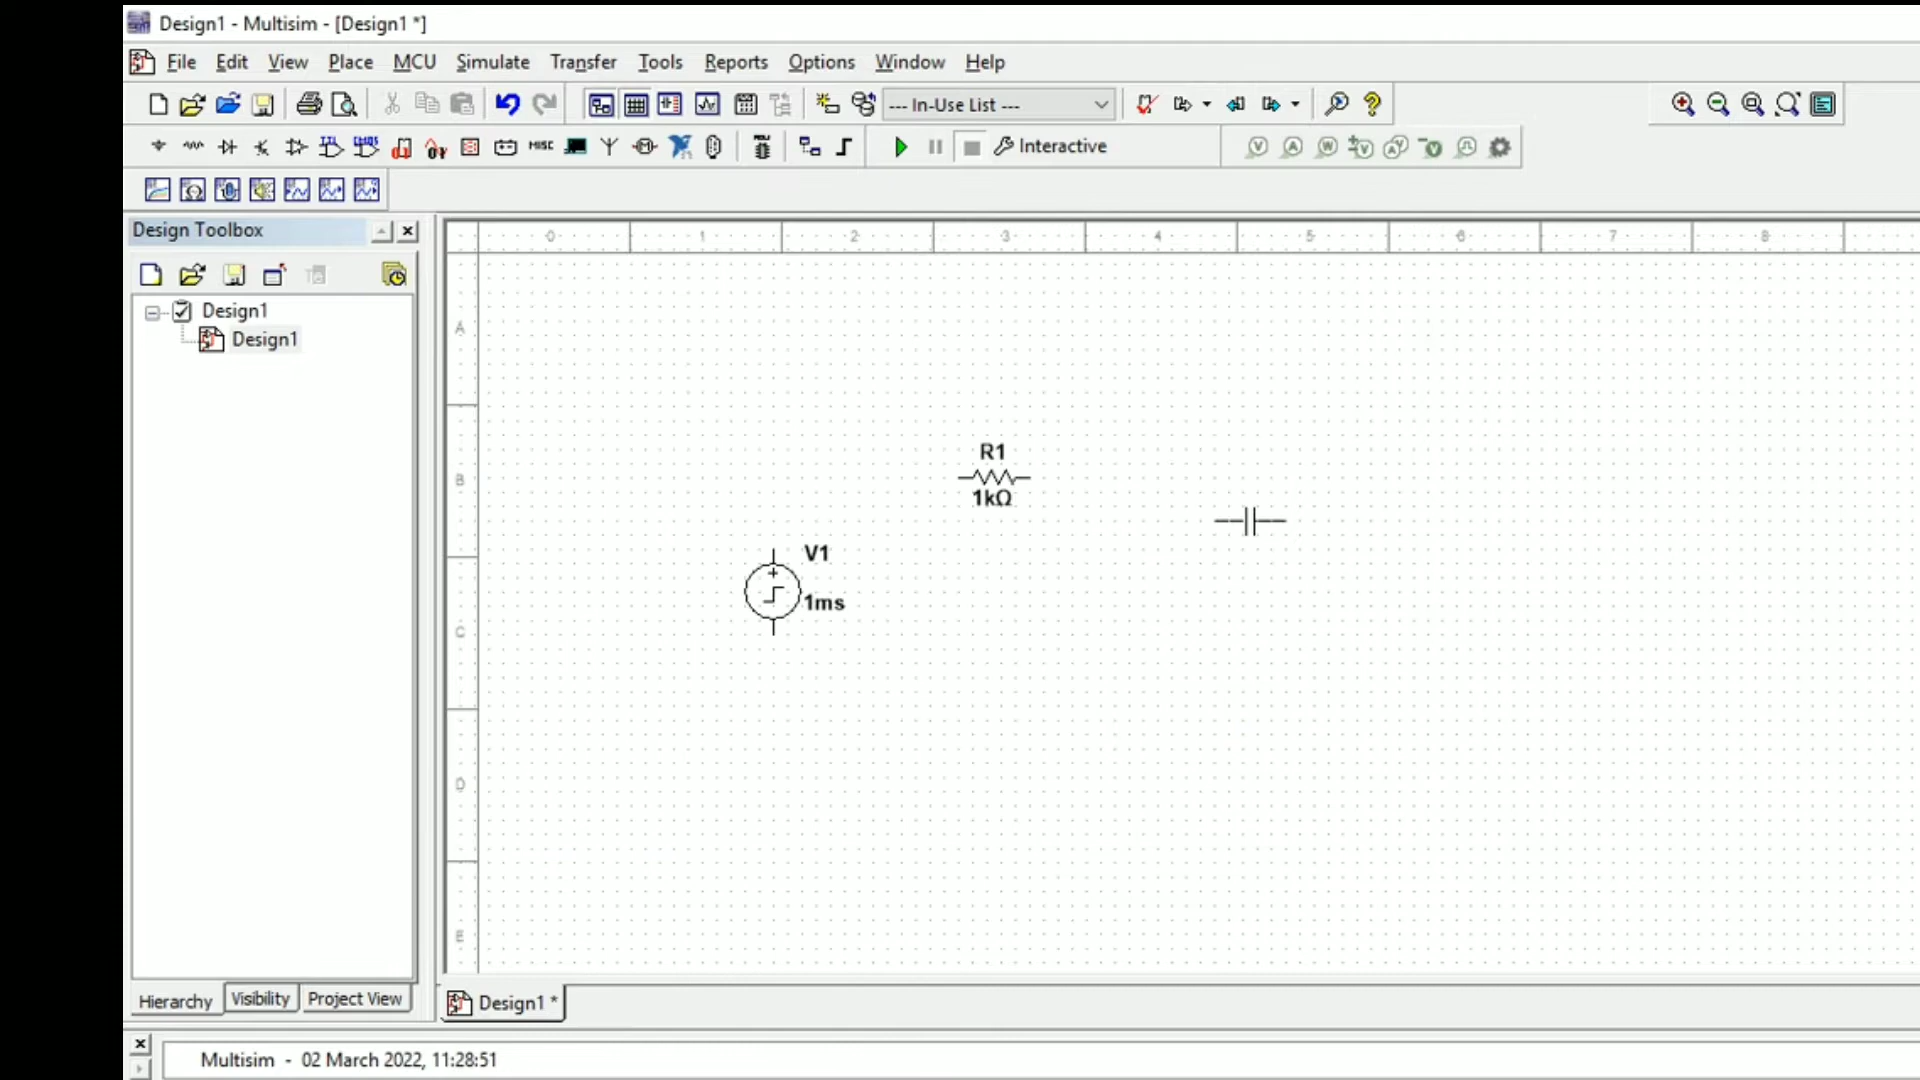 Design1 - Multisim - [Design1 *]
File Edit View Place MCU Simulate Transfer Tools Reports Options Window Help
--- In-Use List ---
MISC Interactive
Design Toolbox
0 1 2 3 4 5 6 7 8
Design1
Design1
A
B
C
D
E
R1
1kΩ
V1
1ms
Hierarchy Visibility Project View
Design1 *
Multisim - 02 March 2022, 11:28:51